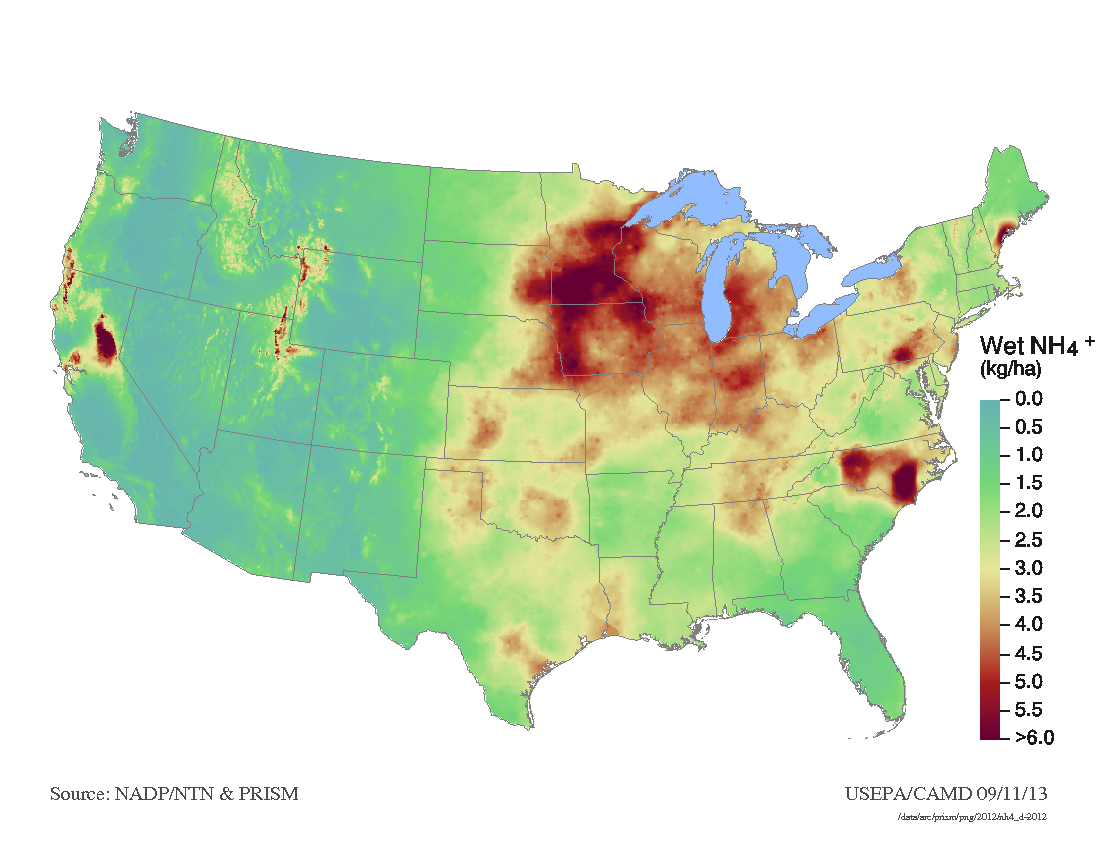 Wet NH4 +
(kg/ha)
0.0
0.5
1.0
1.5
2.0
2.5
3.0
3.5
4.0
4.5
5.0
5.5
>6.0
Source: NADP/NTN & PRISM
USEPA/CAMD 09/11/13
/data/arc/prism/png/2012/nh4_d-2012